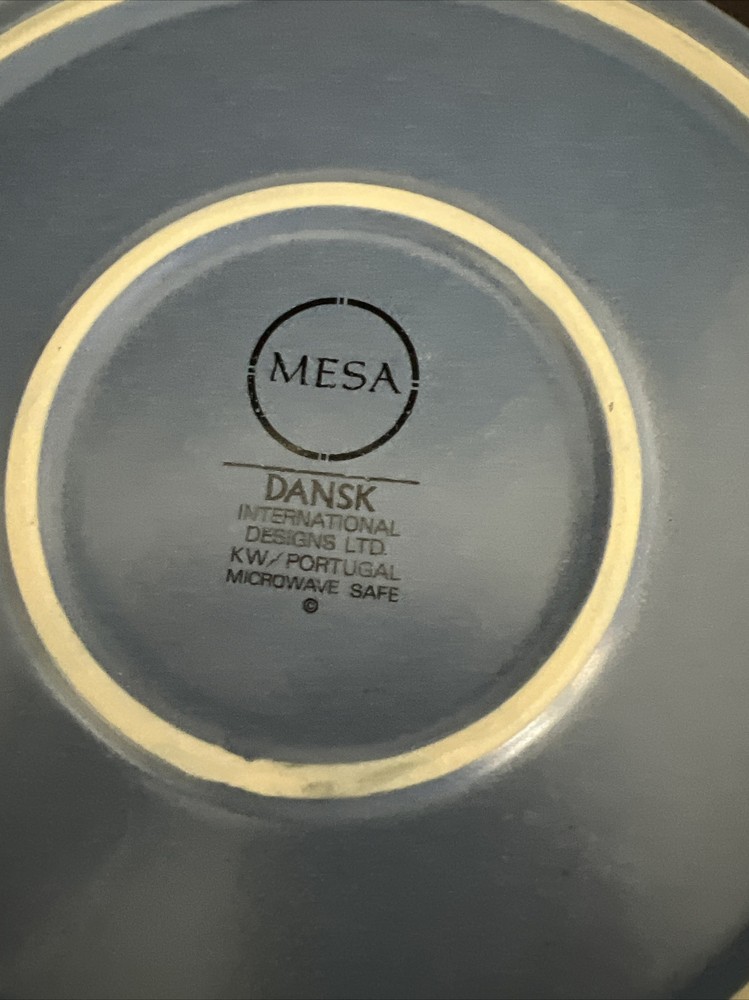 MESA
DANSK
INTERNATIONAL
DESIGNS LTD.
KW/PORTUGAL
MICROWAVE SAFE
©